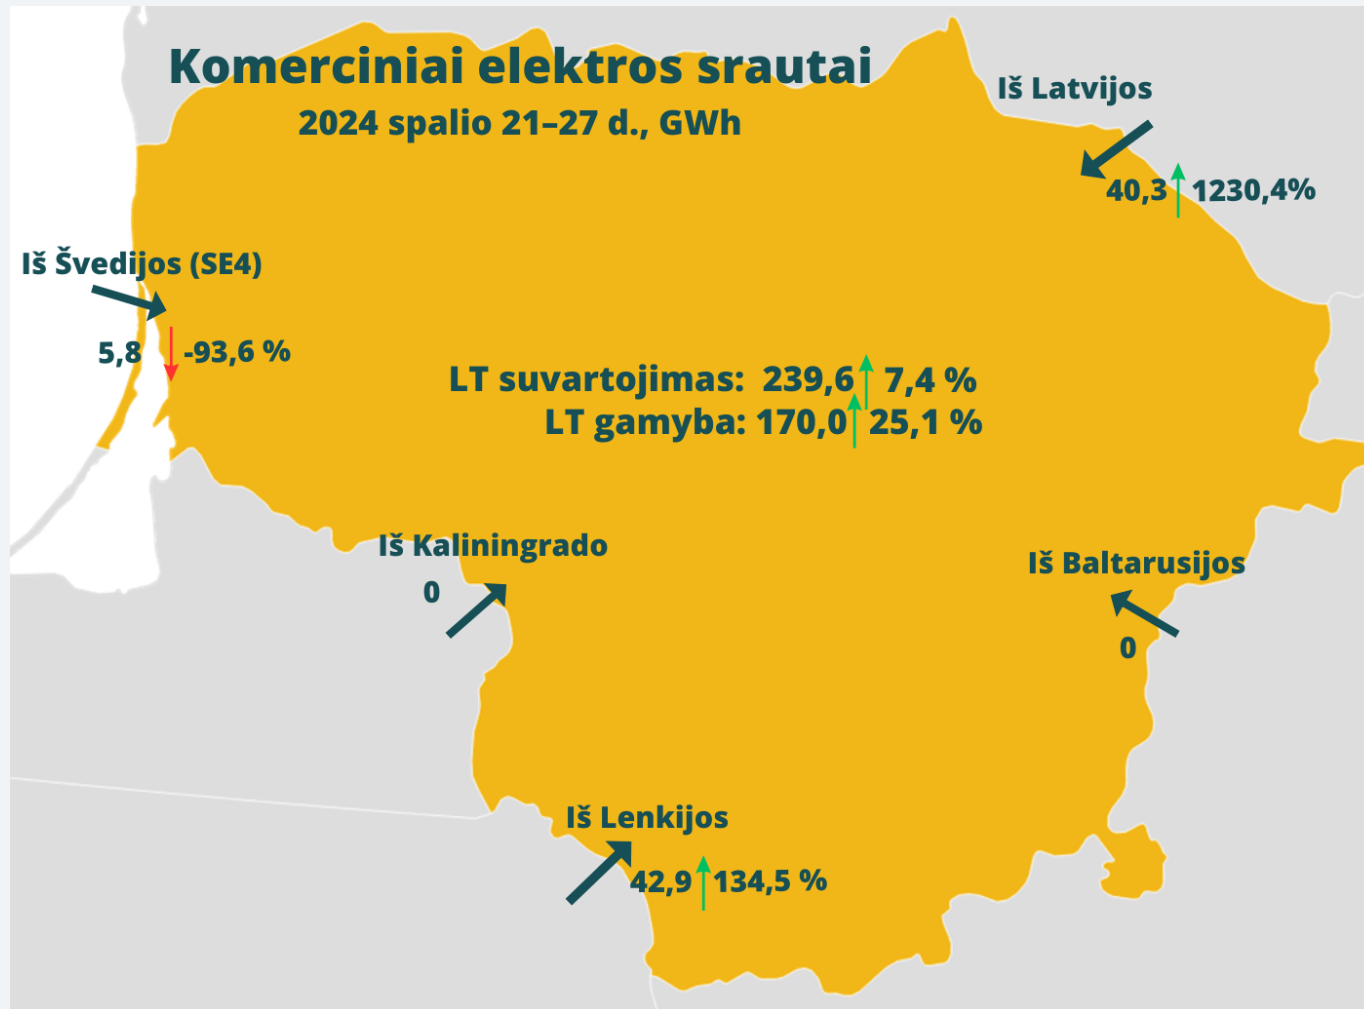 Komerciniai elektros srautai
2024 spalio 21–27 d., GWh
Iš Latvijos
40,3 1230,4%
Iš Švedijos (SE4)
5,8 -93,6 %
LT suvartojimas: 239,6 7,4 %
LT gamyba: 170,0 25,1 %
Iš Kaliningrado
0
Iš Baltarusijos
0
Iš Lenkijos
42,9 134,5 %